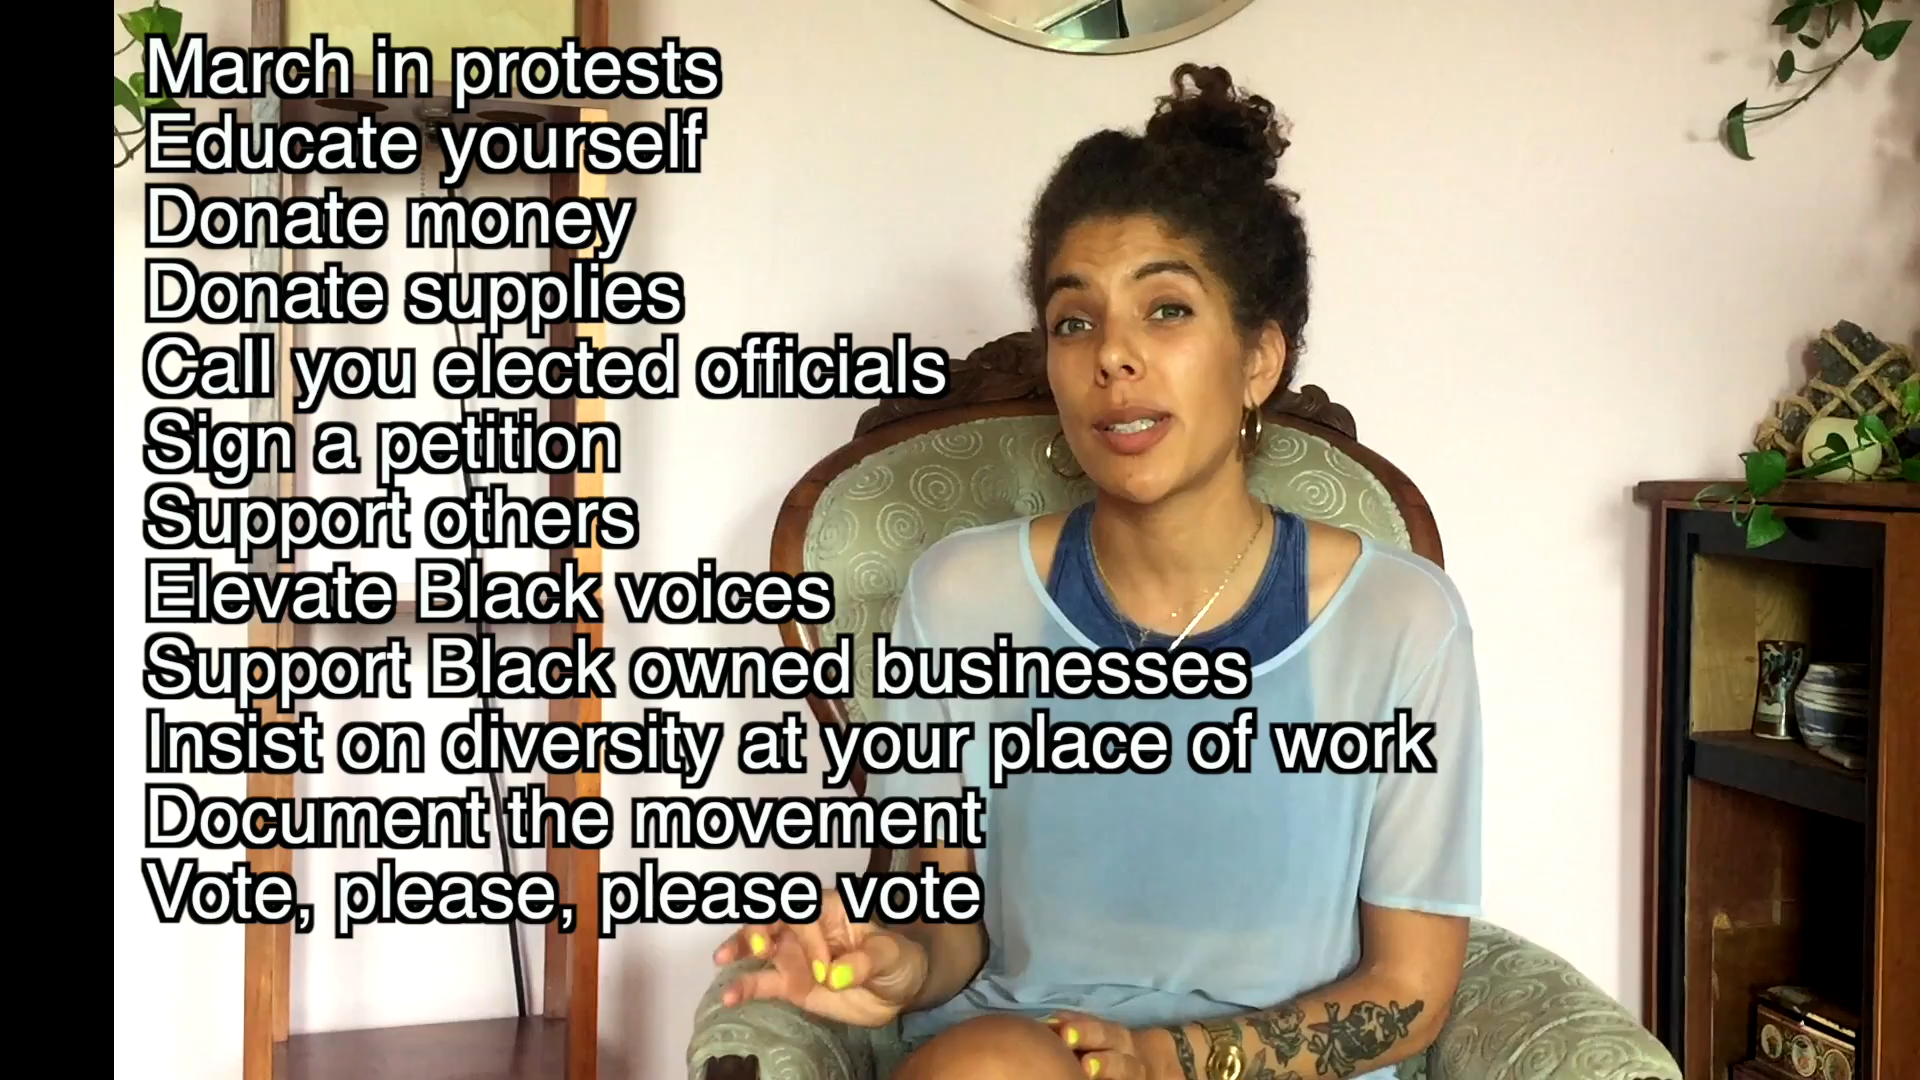 March in protests
Educate yourself
Donate money
Donate supplies
Call you elected officials
Sign a petition
Support others
Elevate Black voices
Support Black owned businesses
Insist on diversity at your place of work
Document the movement
Vote, please, please vote